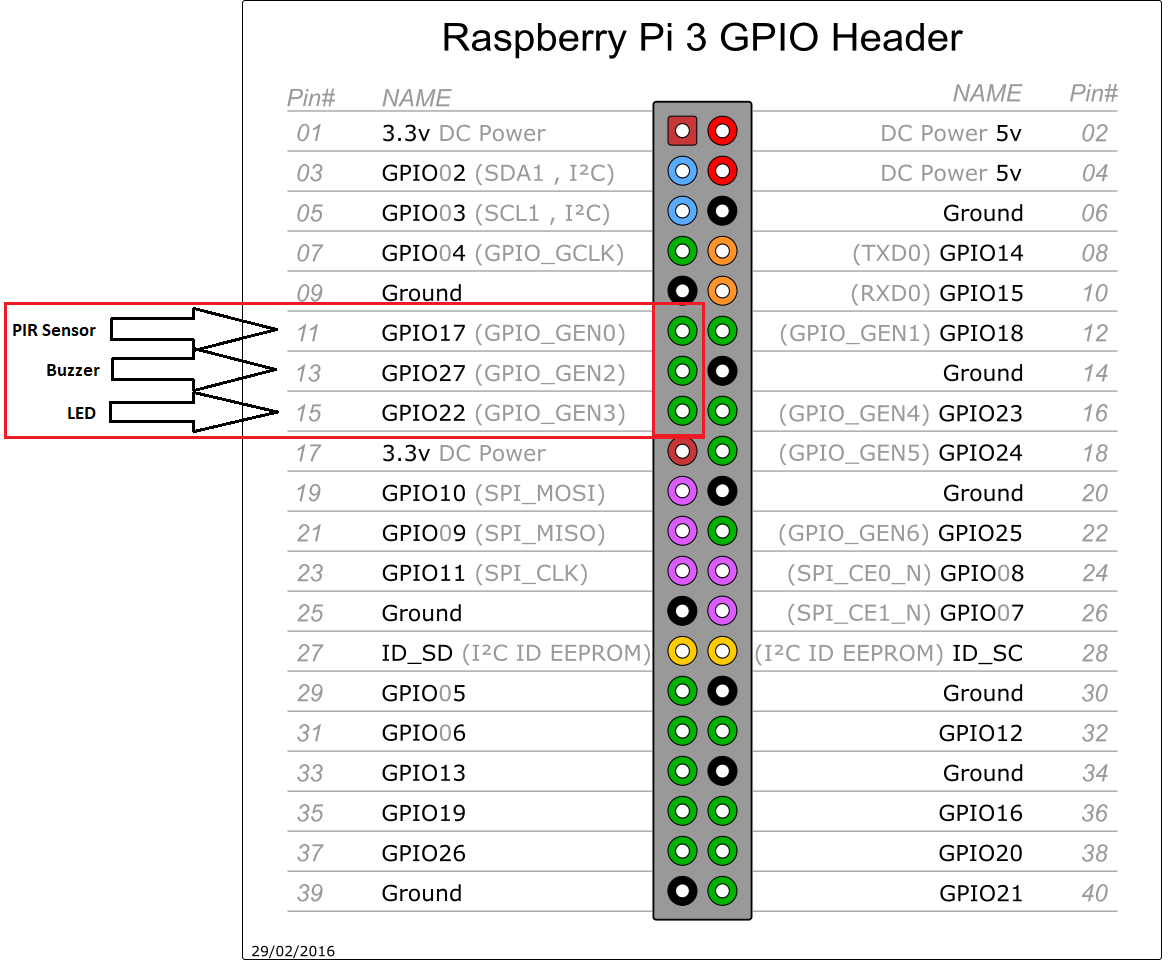 Raspberry Pi 3 GPIO Header
Pin# NAME NAME Pin#
01 3.3v DC Power DC Power 5v 02
03 GPIO02 (SDA1 , I²C) DC Power 5v 04
05 GPIO03 (SCL1 , I²C) Ground 06
07 GPIO04 (GPIO_GCLK) (TXD0) GPIO14 08
09 Ground (RXD0) GPIO15 10
PIR Sensor 11 GPIO17 (GPIO_GEN0) (GPIO_GEN1) GPIO18 12
Buzzer 13 GPIO27 (GPIO_GEN2) Ground 14
LED 15 GPIO22 (GPIO_GEN3) (GPIO_GEN4) GPIO23 16
17 3.3v DC Power (GPIO_GEN5) GPIO24 18
19 GPIO10 (SPI_MOSI) Ground 20
21 GPIO09 (SPI_MISO) (GPIO_GEN6) GPIO25 22
23 GPIO11 (SPI_CLK) (SPI_CE0_N) GPIO08 24
25 Ground (SPI_CE1_N) GPIO07 26
27 ID_SD (I²C ID EEPROM) (I²C ID EEPROM) ID_SC 28
29 GPIO05 Ground 30
31 GPIO06 GPIO12 32
33 GPIO13 Ground 34
35 GPIO19 GPIO16 36
37 GPIO26 GPIO20 38
39 Ground GPIO21 40
29/02/2016